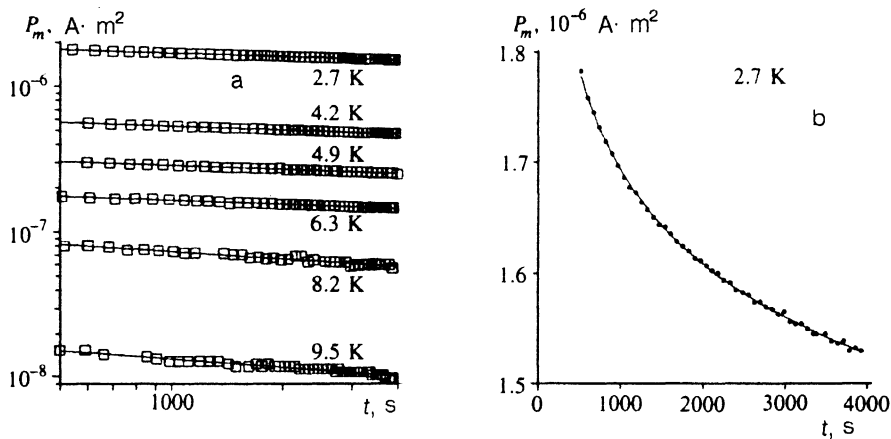 P_m, A· m²
a
10⁻⁶
10⁻⁷
10⁻⁸
2.7 K
4.2 K
4.9 K
6.3 K
8.2 K
9.5 K
1000
t, s
P_m, 10⁻⁶ A· m²
2.7 K
b
1.8
1.7
1.6
1.5
0 1000 2000 3000 4000
t, s